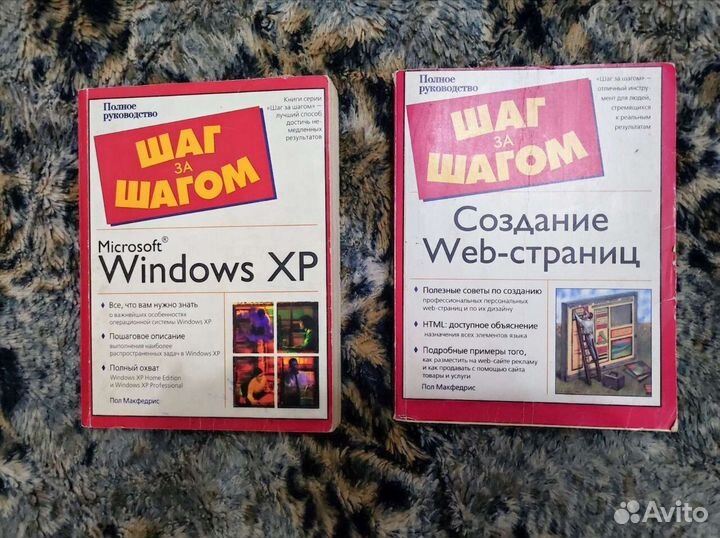 Полное
руководство
Книги серии
«Шаг за шагом» —
лучший способ
достичь не-
медленных
результатов
ШАГ
ЗА
ШАГОМ
Microsoft®
Windows XP
Все, что вам нужно знать
о важнейших особенностях
операционной системы Windows XP
Пошаговое описание
выполнения наиболее
распространенных задач в Windows XP
Полный охват
Windows XP Home Edition
и Windows XP Professional
Пол Макфедрис
Полное
руководство
«Шаг за шагом» —
отличный инстру-
мент для людей,
стремящихся
к реальным
результатам
ШАГ
ЗА
ШАГОМ
Создание
Web-страниц
Полезные советы по созданию
профессиональных персональных
web-страниц и по их дизайну
HTML: доступное объяснение
назначения всех элементов языка
Подробные примеры того,
как разместить на web-сайте рекламу
и как продавать с помощью сайта
товары и услуги
Пол Макфедрис
Avito